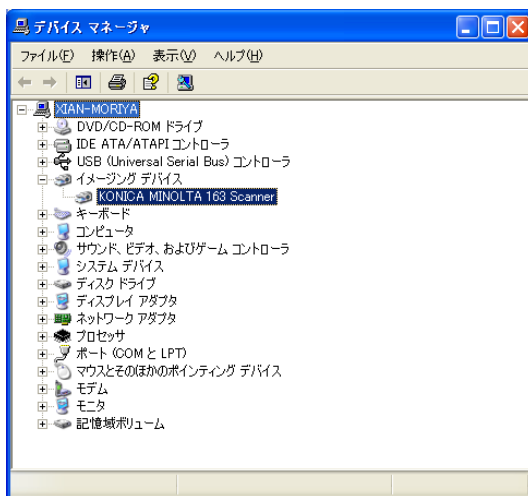 デバイス マネージャ
ファイル(F) 操作(A) 表示(V) ヘルプ(H)
XIAN-MORIYA
DVD/CD-ROM ドライブ
IDE ATA/ATAPI コントローラ
USB (Universal Serial Bus) コントローラ
イメージング デバイス
KONICA MINOLTA 163 Scanner
キーボード
コンピュータ
サウンド、ビデオ、およびゲーム コントローラ
システム デバイス
ディスク ドライブ
ディスプレイ アダプタ
ネットワーク アダプタ
プロセッサ
ポート (COM と LPT)
マウスとそのほかのポインティング デバイス
モデム
モニタ
記憶域ボリューム